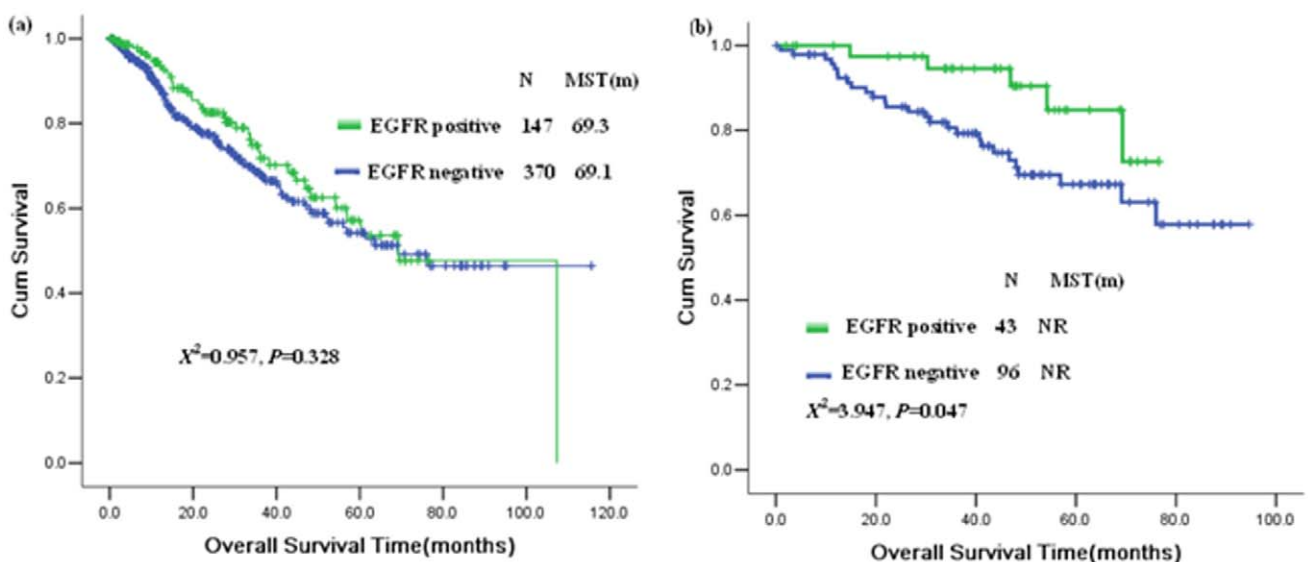 (a)
1.0
0.8
0.6
0.4
0.2
0.0
Cum Survival
N MST(m)
EGFR positive 147 69.3
EGFR negative 370 69.1
X²=0.957, P=0.328
0.0 20.0 40.0 60.0 80.0 100.0 120.0
Overall Survival Time(months)
(b)
1.0
0.8
0.6
0.4
0.2
0.0
Cum Survival
N MST(m)
EGFR positive 43 NR
EGFR negative 96 NR
X²=3.947, P=0.047
0.0 20.0 40.0 60.0 80.0 100.0
Overall Survival Time(months)